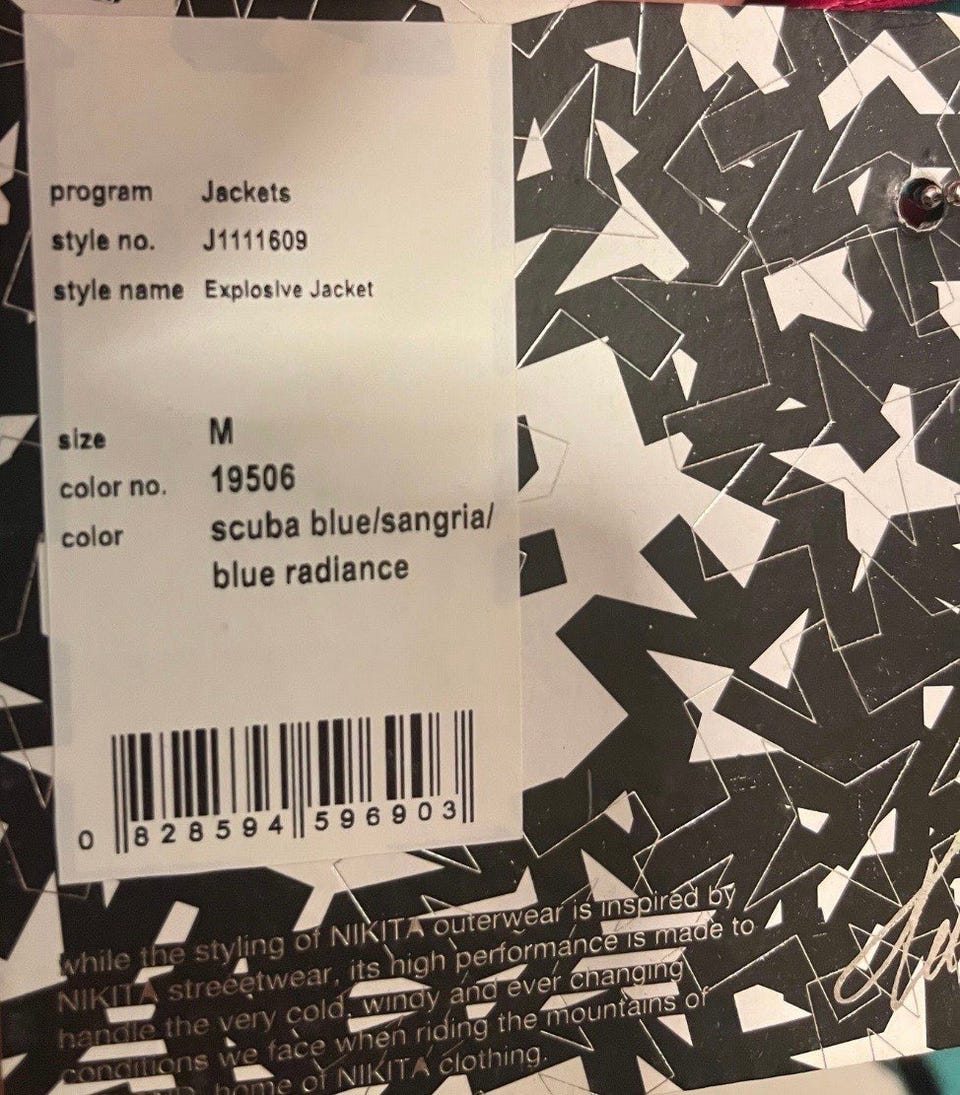 program Jackets
style no. J1111609
style name Explosive Jacket
size M
color no. 19506
color scuba blue/sangria/
blue radiance
0 828594 596903
while the styling of NIKITA outerwear is inspired by
NIKITA streeetwear, its high performance is made to
handle the very cold, windy and ever changing
conditions we face when riding the mountains of
home of NIKITA clothing.